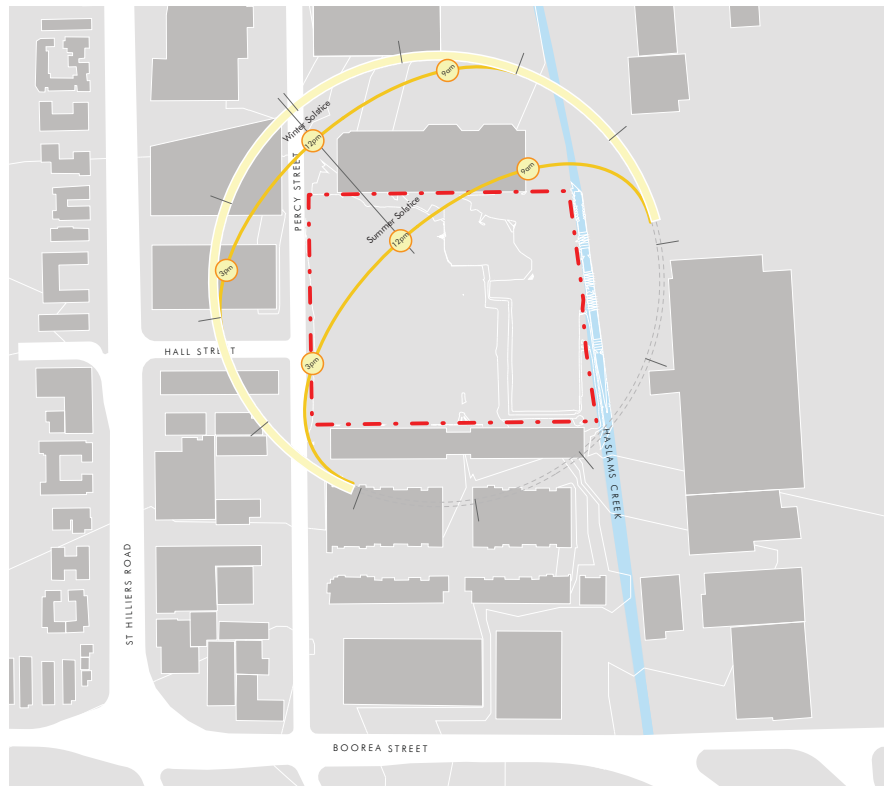 9am
Winter Solstice
12pm
9am
PERCY STREET
Summer Solstice
12pm
3pm
HALL STREET
3pm
HASLAMS CREEK
ST HILLIERS ROAD
BOOREA STREET